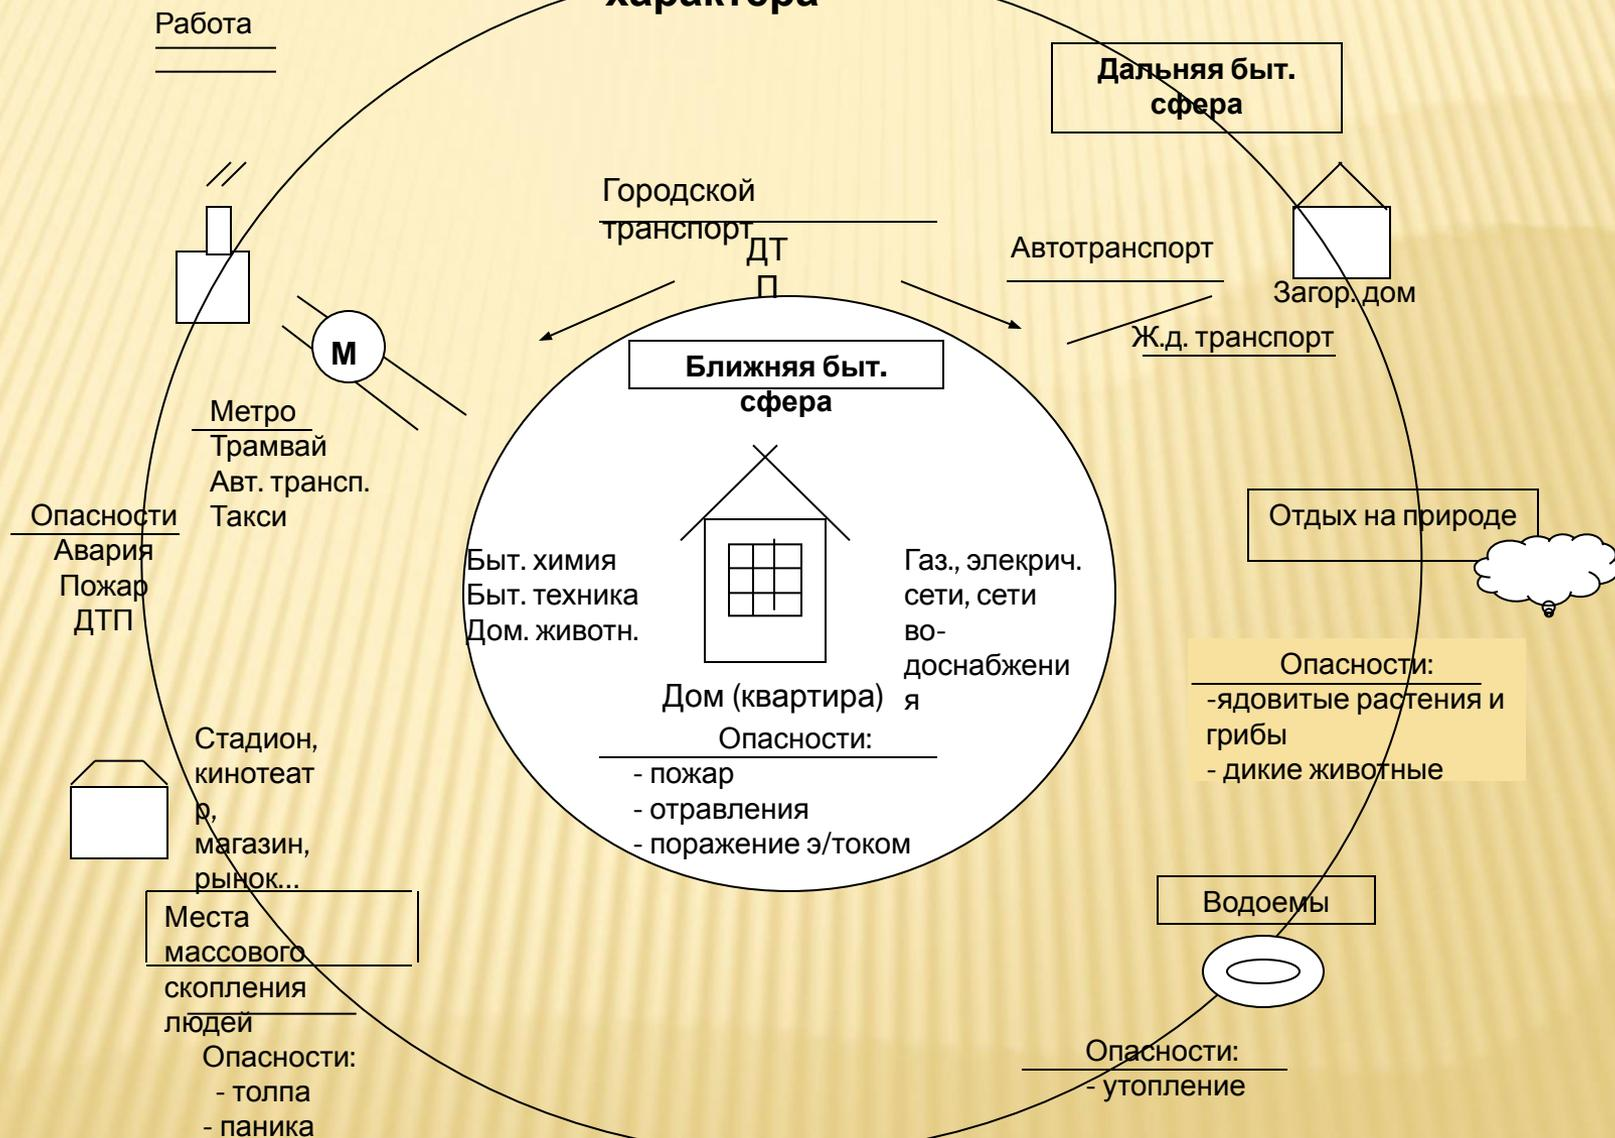 характера
Работа
Дальняя быт.
сфера
Городской
транспорт
ДТ
П
Автотранспорт
Загор. дом
Ж.д. транспорт
М
Ближняя быт.
сфера
Метро
Трамвай
Авт. трансп.
Такси
Опасности
Авария
Пожар
ДТП
Быт. химия
Быт. техника
Дом. животн.
Газ., элекрич.
сети, сети
во-
доснабжени
я
Дом (квартира)
Опасности:
- пожар
- отравления
- поражение э/током
Отдых на природе
Опасности:
-ядовитые растения и
грибы
- дикие животные
Стадион,
кинотеат
р,
магазин,
рынок...
Места
массового
скопления
людей
Опасности:
- толпа
- паника
Водоемы
Опасности:
- утопление